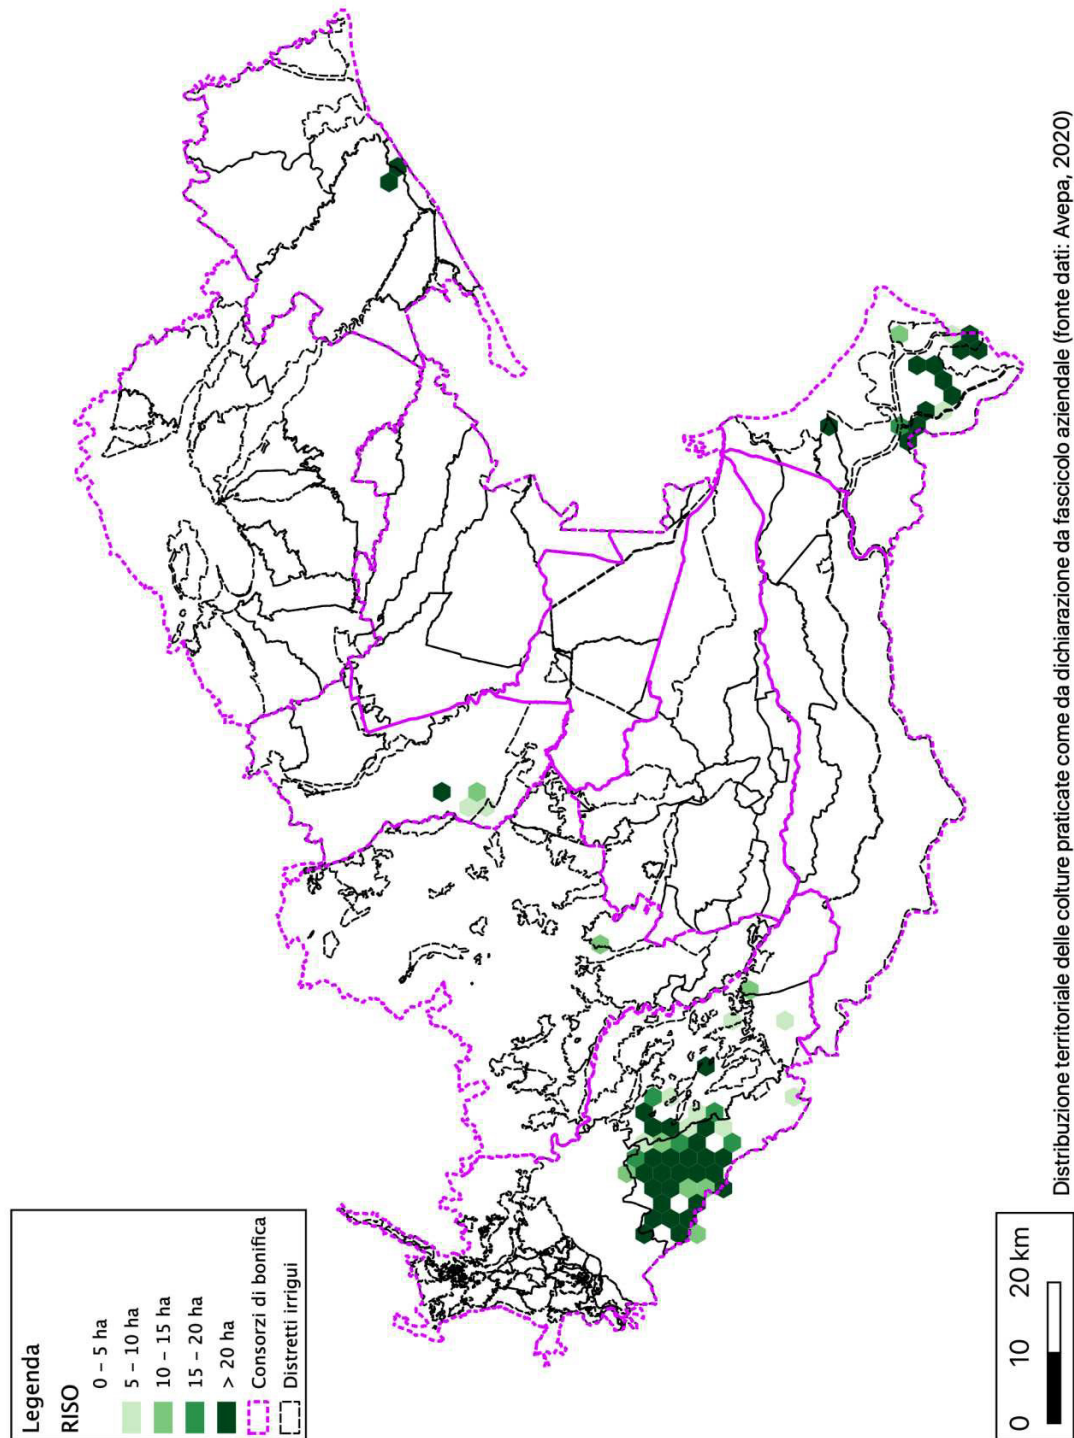 Legenda
RISO
0 – 5 ha
5 – 10 ha
10 – 15 ha
15 – 20 ha
> 20 ha
Consorzi di bonifica
Distretti irrigui
0 10 20 km
Distribuzione territoriale delle colture praticate come da dichiarazione da fascicolo aziendale (fonte dati: Avepa, 2020)